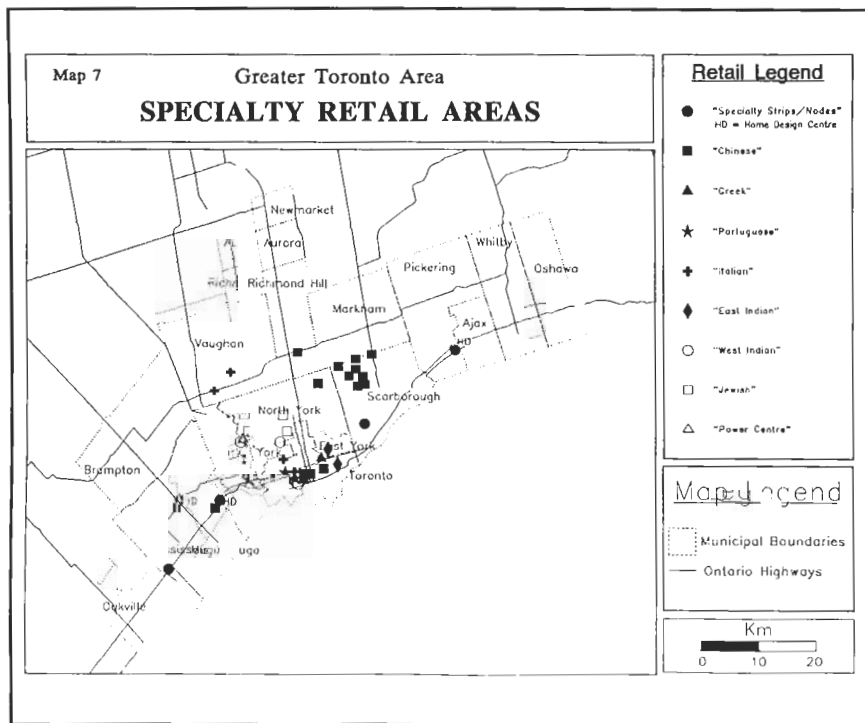 Map 7
Greater Toronto Area
SPECIALTY RETAIL AREAS
Newmarket
Aurora
Richmond Hill
Whitby
Pickering
Oshawa
Markham
Ajax
HD
Vaughan
Scarborough
North York
East York
York
Toronto
Brampton
HD
HD
Oakville
Retail Legend
"Specialty Strips/Nodes"
HD = Home Design Centre
"Chinese"
"Greek"
"Portuguese"
"Italian"
"East Indian"
"West Indian"
"Jewish"
"Power Centre"
Municipal Boundaries
Ontario Highways
Km
0 10 20